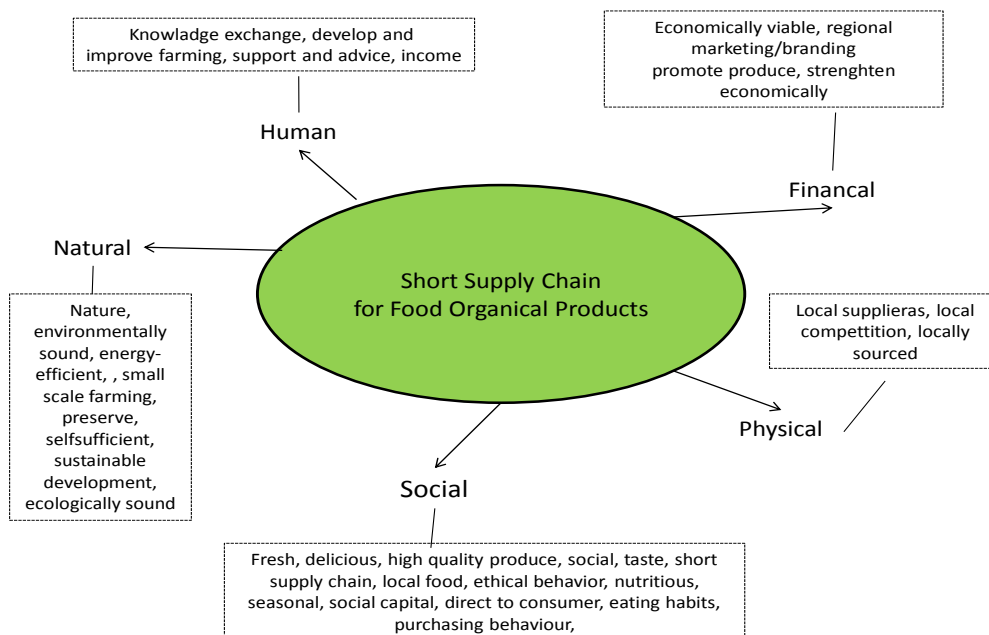 Knowladge exchange, develop and
improve farming, support and advice, income
Economically viable, regional
marketing/branding
promote produce, strenghten
economically
Human
Financal
Natural
Short Supply Chain
for Food Organical Products
Nature,
environmentally
sound, energy-
efficient, , small
scale farming,
preserve,
selfsufficient,
sustainable
development,
ecologically sound
Local supplieras, local
compettition, locally
sourced
Physical
Social
Fresh, delicious, high quality produce, social, taste, short
supply chain, local food, ethical behavior, nutritious,
seasonal, social capital, direct to consumer, eating habits,
purchasing behaviour,